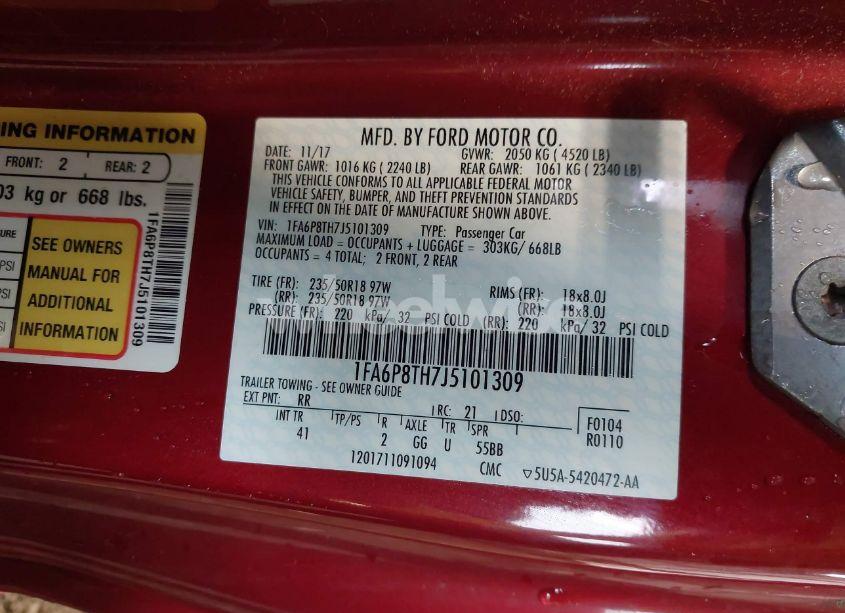 ING INFORMATION
FRONT: 2 REAR: 2
03 kg or 668 lbs.
SEE OWNERS
MANUAL FOR
ADDITIONAL
INFORMATION
PSI
PSI
PSI
1FA6P8TH7J5101309
MFD. BY FORD MOTOR CO.
DATE: 11/17 GVWR: 2050 KG (4520 LB)
FRONT GAWR: 1016 KG (2240 LB) REAR GAWR: 1061 KG (2340 LB)
THIS VEHICLE CONFORMS TO ALL APPLICABLE FEDERAL MOTOR
VEHICLE SAFETY, BUMPER, AND THEFT PREVENTION STANDARDS
IN EFFECT ON THE DATE OF MANUFACTURE SHOWN ABOVE.
VIN: 1FA6P8TH7J5101309 TYPE: Passenger Car
MAXIMUM LOAD = OCCUPANTS + LUGGAGE = 303KG/ 668LB
OCCUPANTS = 4 TOTAL; 2 FRONT, 2 REAR
TIRE (FR): 235/50R18 97W RIMS (FR): 18x8.0J
(RR): 235/50R18 97W (RR): 18x8.0J
PRESSURE (FR): 220 kPa/ 32 PSI COLD (RR): 220 kPa/ 32 PSI COLD
1FA6P8TH7J5101309
TRAILER TOWING - SEE OWNER GUIDE
EXT PNT: RR RC: 21 DSO: F0104
INT TR TP/PS R AXLE TR SPR R0110
41 2 GG U 55BB
1201711091094 CMC ▽5U5A-5420472-AA